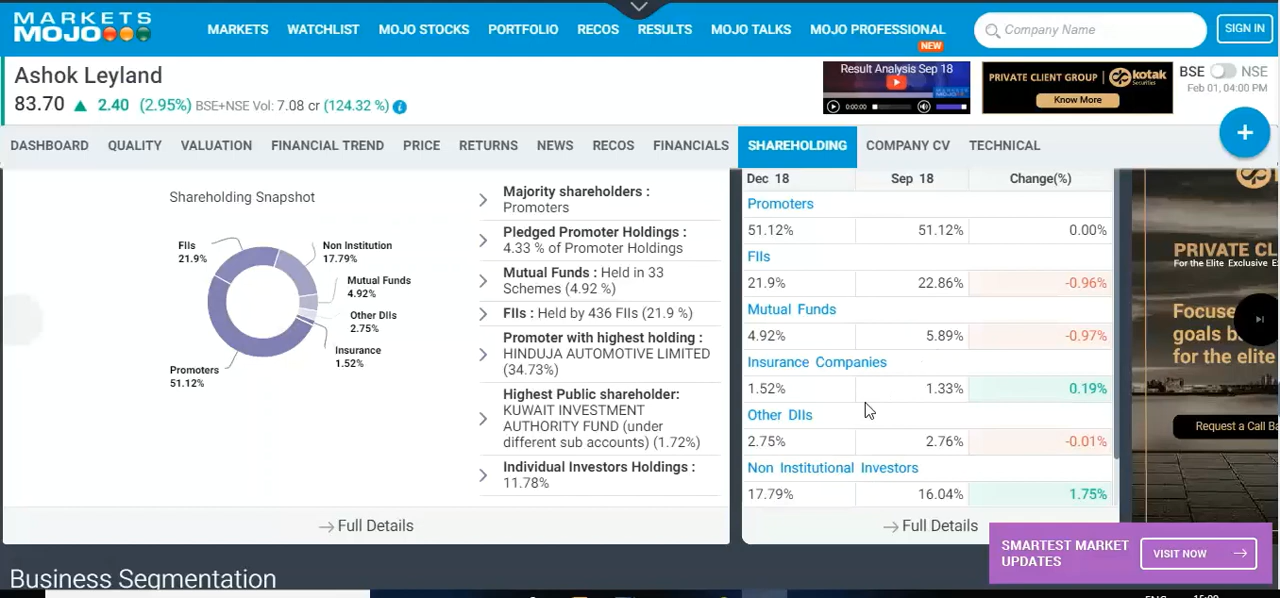 MARKETS
MOJO
MARKETS WATCHLIST MOJO STOCKS PORTFOLIO RECOS RESULTS MOJO TALKS MOJO PROFESSIONAL
NEW
Company Name
SIGN IN
Ashok Leyland
83.70 ▲ 2.40 (2.95%) BSE+NSE Vol: 7.08 cr (124.32 %)
Result Analysis Sep 18
0:00:00
PRIVATE CLIENT GROUP | kotak
Securities
Know More
BSE NSE
Feb 01, 04:00 PM
DASHBOARD QUALITY VALUATION FINANCIAL TREND PRICE RETURNS NEWS RECOS FINANCIALS SHAREHOLDING COMPANY CV TECHNICAL
Shareholding Snapshot
FIIs
21.9%
Non Institution
17.79%
Mutual Funds
4.92%
Other DIIs
2.75%
Insurance
1.52%
Promoters
51.12%
Majority shareholders :
Promoters
Pledged Promoter Holdings :
4.33 % of Promoter Holdings
Mutual Funds : Held in 33
Schemes (4.92 %)
FIIs : Held by 436 FIIs (21.9 %)
Promoter with highest holding :
HINDUJA AUTOMOTIVE LIMITED
(34.73%)
Highest Public shareholder:
KUWAIT INVESTMENT
AUTHORITY FUND (under
different sub accounts) (1.72%)
Individual Investors Holdings :
11.78%
→ Full Details
Dec 18 Sep 18 Change(%)
Promoters
51.12% 51.12% 0.00%
FIIs
21.9% 22.86% -0.96%
Mutual Funds
4.92% 5.89% -0.97%
Insurance Companies
1.52% 1.33% 0.19%
Other DIIs
2.75% 2.76% -0.01%
Non Institutional Investors
17.79% 16.04% 1.75%
→ Full Details
PRIVATE CL
For the Elite Exclusive E
Focuse
goals b
for the elite
Request a Call Ba
SMARTEST MARKET
UPDATES
VISIT NOW →
Business Segmentation